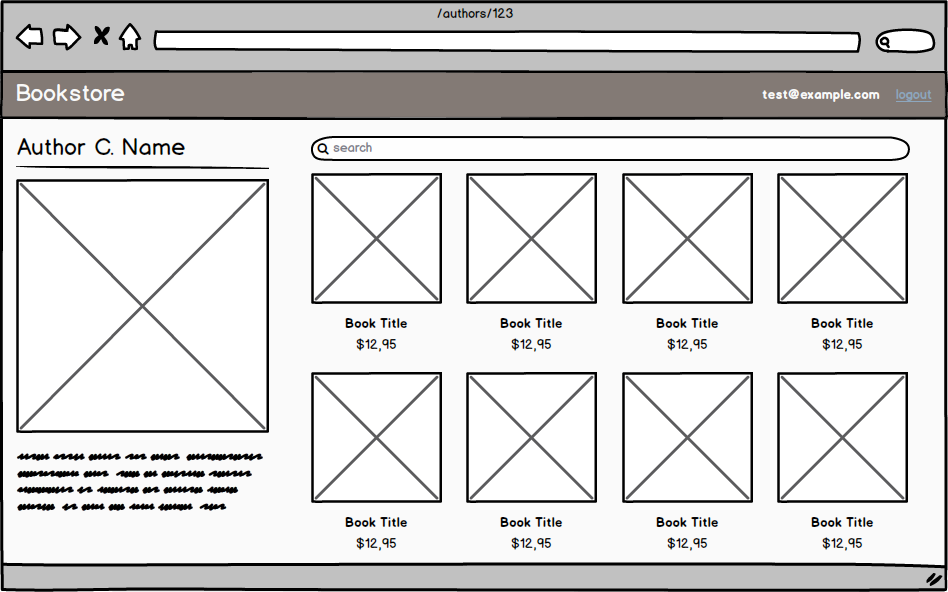 /authors/123
Bookstore
test@example.com logout
Author C. Name
search
Book Title Book Title Book Title Book Title
$12,95 $12,95 $12,95 $12,95
Book Title Book Title Book Title Book Title
$12,95 $12,95 $12,95 $12,95